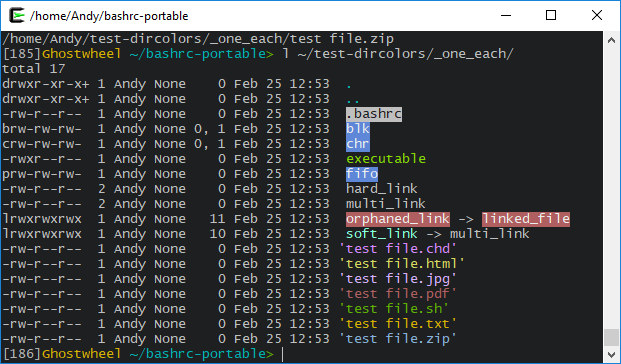 /home/Andy/bashrc-portable
/home/Andy/test-dircolors/_one_each/test file.zip
[185]Ghostwheel ~/bashrc-portable> l ~/test-dircolors/_one_each/
total 17
drwxr-xr-x+ 1 Andy None    0 Feb 25 12:53  .
drwxr-xr-x+ 1 Andy None    0 Feb 25 12:53  ..
-rw-r--r--  1 Andy None    0 Feb 25 12:53  .bashrc
brw-rw-rw-  1 Andy None 0, 1 Feb 25 12:53  blk
crw-rw-rw-  1 Andy None 0, 1 Feb 25 12:53  chr
-rwxr--r--  1 Andy None    0 Feb 25 12:53  executable
prw-rw-rw-  1 Andy None    0 Feb 25 12:53  fifo
-rw-r--r--  2 Andy None    0 Feb 25 12:53  hard_link
-rw-r--r--  2 Andy None    0 Feb 25 12:53  multi_link
lrwxrwxrwx  1 Andy None   11 Feb 25 12:53  orphaned_link -> linked_file
lrwxrwxrwx  1 Andy None   10 Feb 25 12:53  soft_link -> multi_link
-rw-r--r--  1 Andy None    0 Feb 25 12:53 'test file.chd'
-rw-r--r--  1 Andy None    0 Feb 25 12:53 'test file.html'
-rw-r--r--  1 Andy None    0 Feb 25 12:53 'test file.jpg'
-rw-r--r--  1 Andy None    0 Feb 25 12:53 'test file.pdf'
-rw-r--r--  1 Andy None    0 Feb 25 12:53 'test file.sh'
-rw-r--r--  1 Andy None    0 Feb 25 12:53 'test file.txt'
-rw-r--r--  1 Andy None    0 Feb 25 12:53 'test file.zip'
[186]Ghostwheel ~/bashrc-portable>